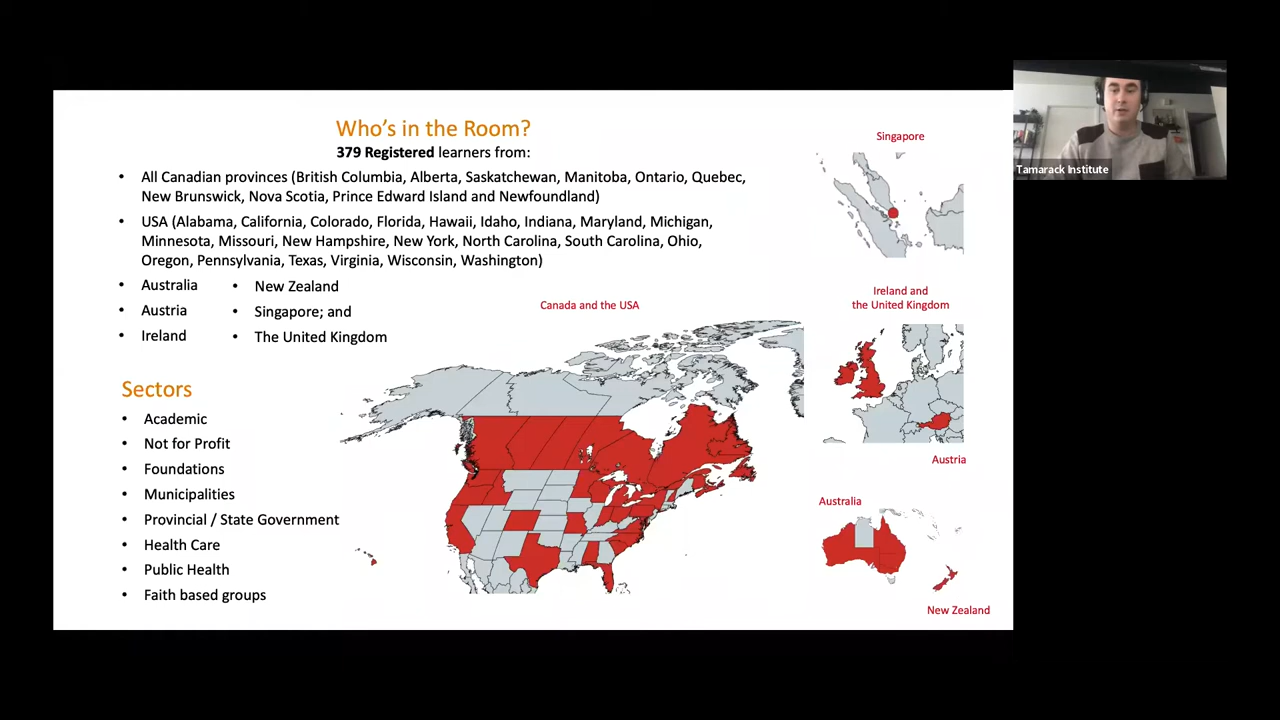 Who's in the Room?
379 Registered learners from:
• All Canadian provinces (British Columbia, Alberta, Saskatchewan, Manitoba, Ontario, Quebec,
New Brunswick, Nova Scotia, Prince Edward Island and Newfoundland)
• USA (Alabama, California, Colorado, Florida, Hawaii, Idaho, Indiana, Maryland, Michigan,
Minnesota, Missouri, New Hampshire, New York, North Carolina, South Carolina, Ohio,
Oregon, Pennsylvania, Texas, Virginia, Wisconsin, Washington)
• Australia
• Austria
• Ireland
• New Zealand
• Singapore; and
• The United Kingdom
Sectors
• Academic
• Not for Profit
• Foundations
• Municipalities
• Provincial / State Government
• Health Care
• Public Health
• Faith based groups
Canada and the USA
Singapore
Ireland and
the United Kingdom
Austria
Australia
New Zealand
Tamarack Institute